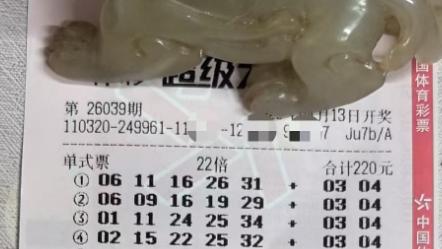 超级
第 26039期
月13日开奖
110320-249961-11 -12 9 7 Ju7b/A
单式票 22倍 合计220元
① 06 11 16 26 31 + 03 04
② 06 09 16 19 29 + 03 04
③ 01 11 24 25 34 + 03 04
④ 02 15 22 25 32 + 03 04
国体育彩票
中国体